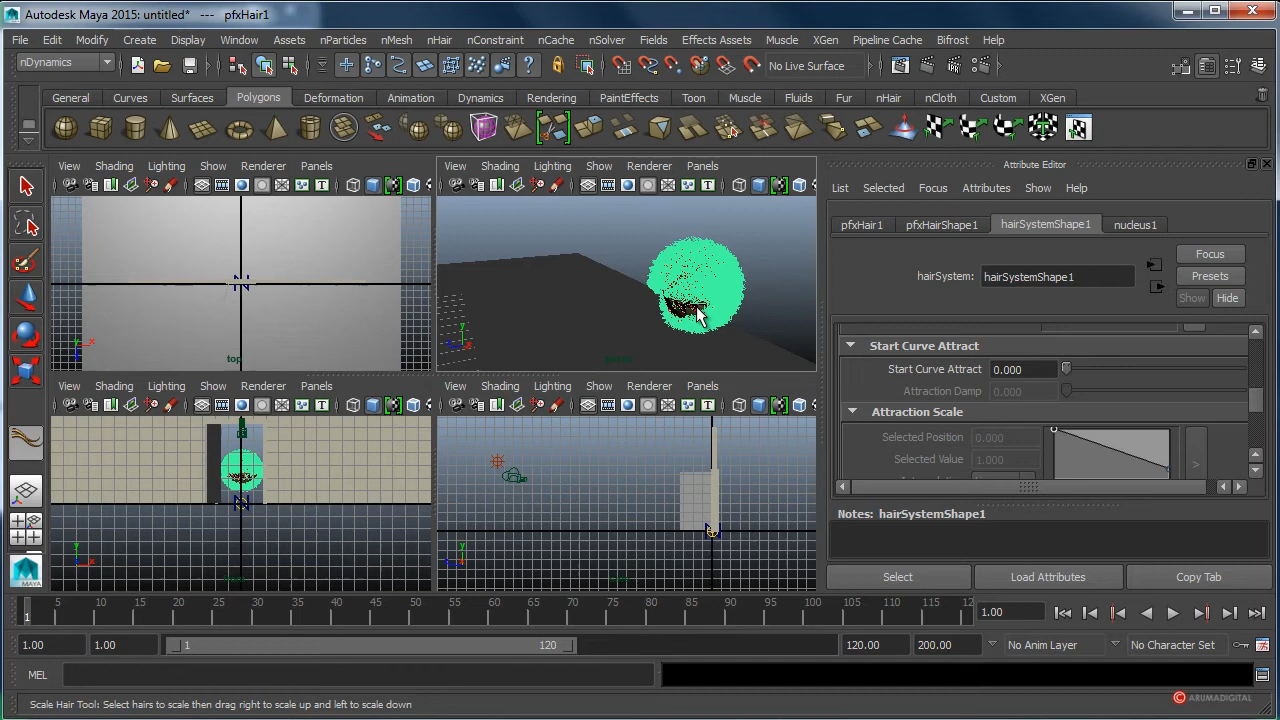 Autodesk Maya 2015: untitled* --- pfxHair1
File Edit Modify Create Display Window Assets nParticles nMesh nHair nConstraint nCache nSolver Fields Effects Assets Muscle XGen Pipeline Cache Bifrost Help
nDynamics No Live Surface
General Curves Surfaces Polygons Deformation Animation Dynamics Rendering PaintEffects Toon Muscle Fluids Fur nHair nCloth Custom XGen
View Shading Lighting Show Renderer Panels
View Shading Lighting Show Renderer Panels
Attribute Editor
List Selected Focus Attributes Show Help
pfxHair1 pfxHairShape1 hairSystemShape1 nucleus1
Focus
hairSystem: hairSystemShape1 Presets
Show Hide
Start Curve Attract
Start Curve Attract 0.000
Attraction Damp 0.000
Attraction Scale
Selected Position 0.000
Selected Value 1.000
>
top
View Shading Lighting Show Renderer Panels
View Shading Lighting Show Renderer Panels
Notes: hairSystemShape1
Select Load Attributes Copy Tab
MAYA
1 5 10 15 20 25 30 35 40 45 50 55 60 65 70 75 80 85 90 95 100 105 110 115 12 1.00
1.00 1.00 1 120 120.00 200.00 No Anim Layer No Character Set
MEL
Scale Hair Tool: Select hairs to scale then drag right to scale up and left to scale down
© ARUMADIGITAL